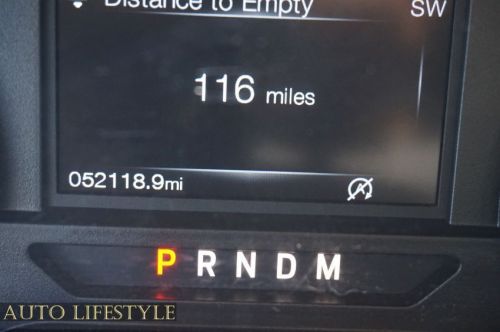 Distance to Empty
SW
116 miles
052118.9mi
P R N D M
AUTO LIFESTYLE